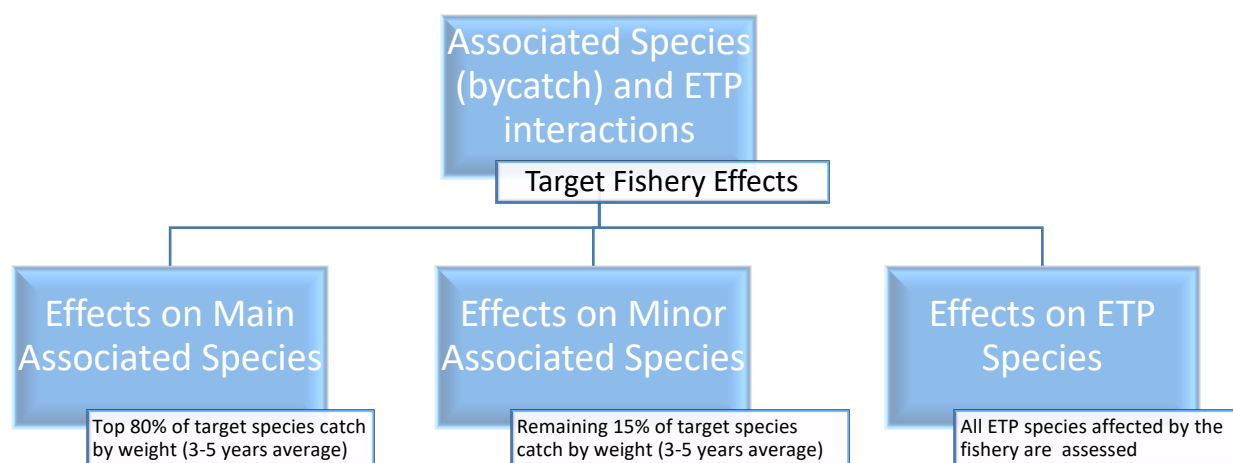 Associated Species
(bycatch) and ETP
interactions
Target Fishery Effects
Effects on Main
Associated Species
Top 80% of target species catch
by weight (3-5 years average)
Effects on Minor
Associated Species
Remaining 15% of target species
catch by weight (3-5 years average)
Effects on ETP
Species
All ETP species affected by the
fishery are assessed